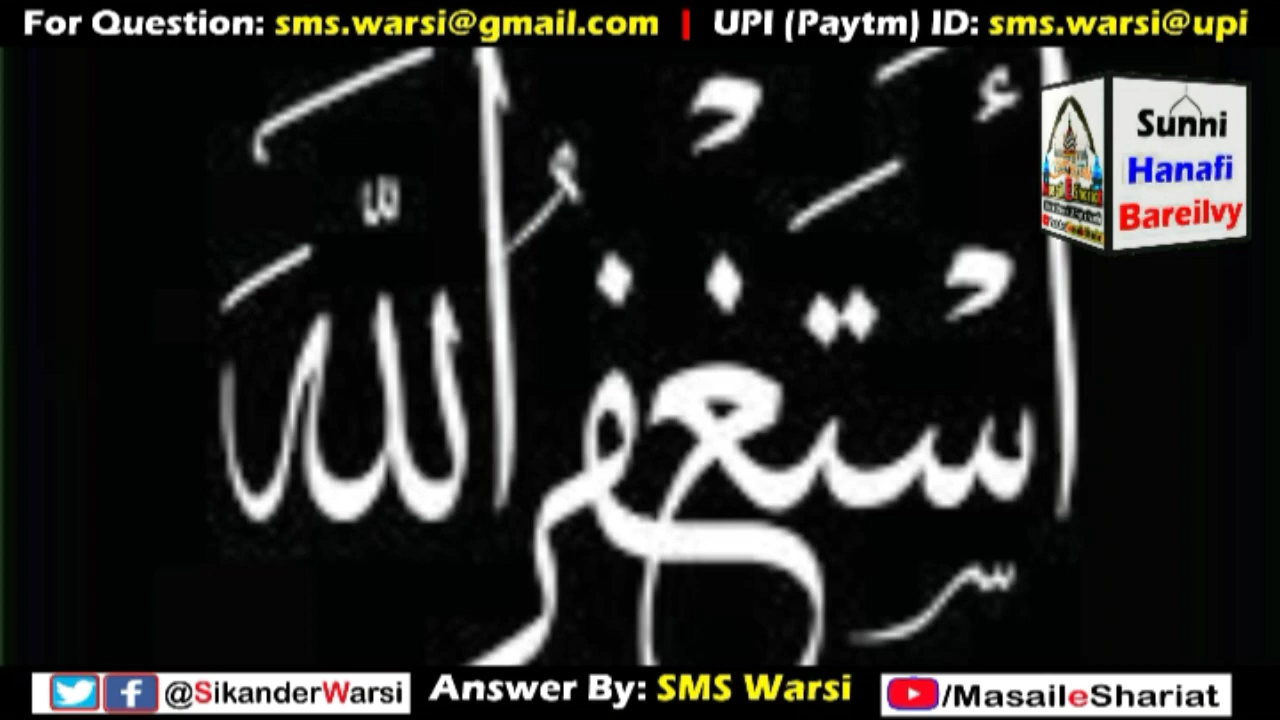 For Question: sms.warsi@gmail.com | UPI (Paytm) ID: sms.warsi@upi
Sunni
Hanafi
Bareilvy
أَسْتَغْفِرُ اللّٰهَ
@SikanderWarsi
Answer By: SMS Warsi
/MasaileShariat